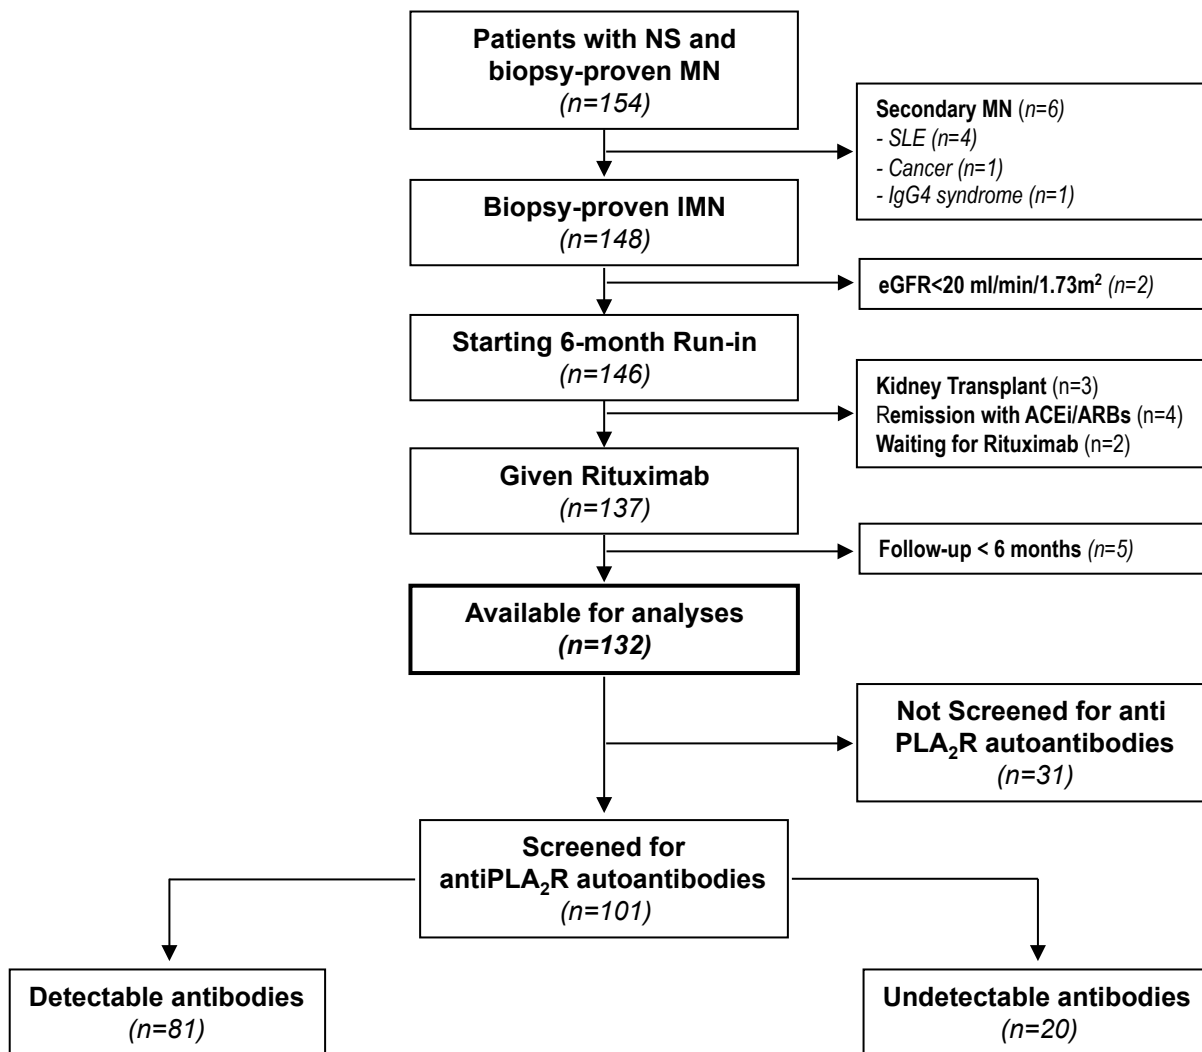 Patients with NS and
biopsy-proven MN
(n=154)
Secondary MN (n=6)
- SLE (n=4)
- Cancer (n=1)
- IgG4 syndrome (n=1)
Biopsy-proven IMN
(n=148)
eGFR<20 ml/min/1.73m² (n=2)
Starting 6-month Run-in
(n=146)
Kidney Transplant (n=3)
Remission with ACEi/ARBs (n=4)
Waiting for Rituximab (n=2)
Given Rituximab
(n=137)
Follow-up < 6 months (n=5)
Available for analyses
(n=132)
Not Screened for anti
PLA₂R autoantibodies
(n=31)
Screened for
antiPLA₂R autoantibodies
(n=101)
Detectable antibodies
(n=81)
Undetectable antibodies
(n=20)